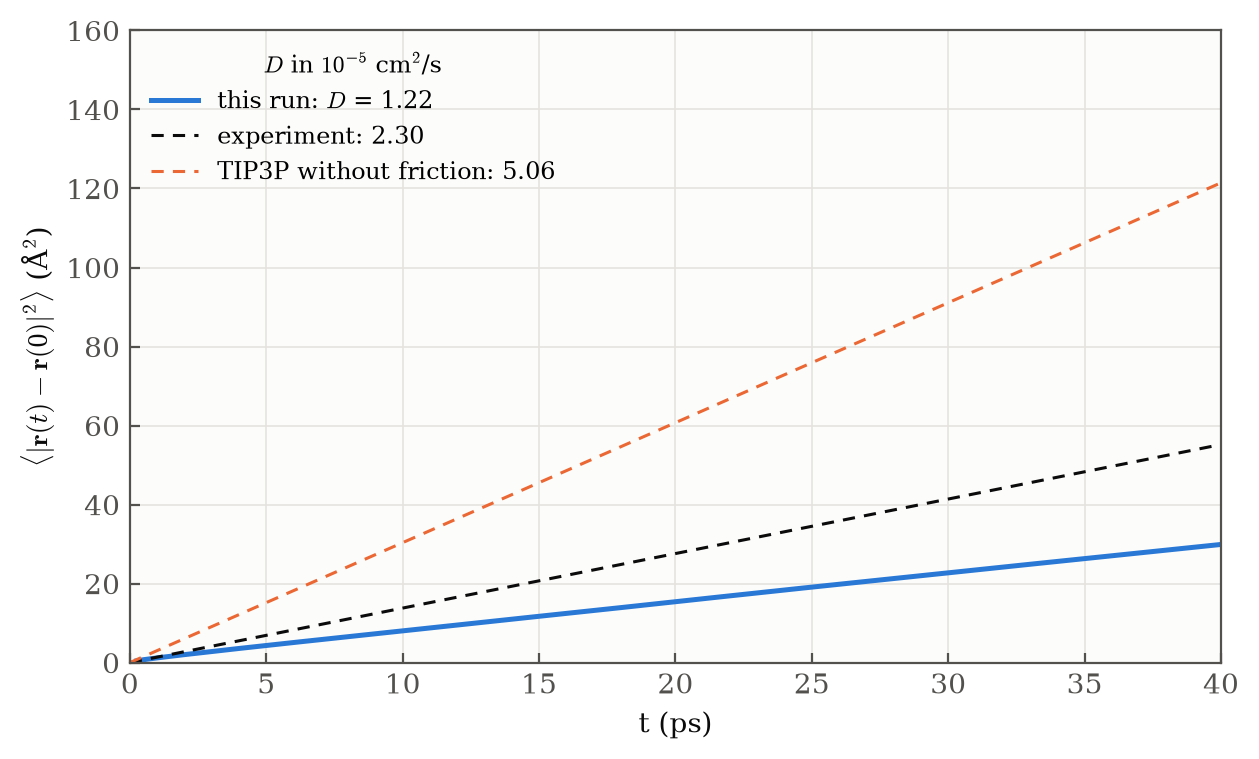 160
140
120
100
80
60
40
20
0
⟨|r(t) − r(0)|²⟩ (Å²)
D in 10⁻⁵ cm²/s
this run: D = 1.22
experiment: 2.30
TIP3P without friction: 5.06
0 5 10 15 20 25 30 35 40
t (ps)